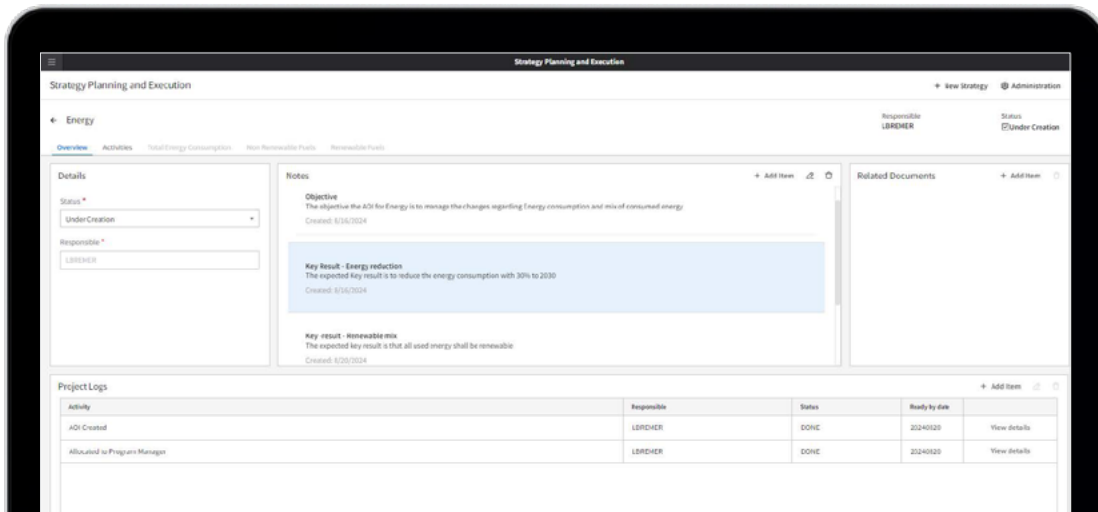 Strategy Planning and Execution
Strategy Planning and Execution
+ New Strategy
Administration
Energy
Responsible
LBREMER
Status
Under Creation
Overview
Activities
Total Energy Consumption
Non Renewable Fuels
Renewable Fuels
Details
Status *
UnderCreation
Responsible *
LBREMER
Notes
+ Add Item
Objective
The objective the AOI for Energy is to manage the changes regarding Energy consumption and mix of consumed energy
Created: 8/16/2024
Key Result - Energy reduction
The expected Key result is to reduce the energy consumption with 30% to 2030
Created: 8/16/2024
Key result - Renewable mix
The expected key result is that all used energy shall be renewable
Created: 8/20/2024
Related Documents
+ Add Item
Project Logs
+ Add Item
Activity
Responsible
Status
Ready by date
AOI Created
LBREMER
DONE
20240820
View details
Allocated to Program Manager
LBREMER
DONE
20240820
View details